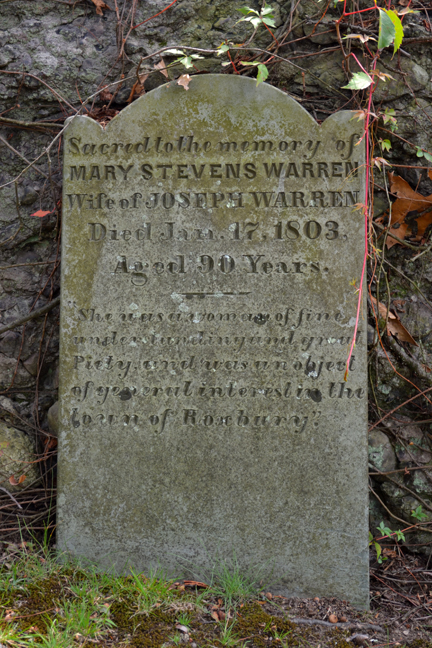 Sacred to the memory of
MARY STEVENS WARREN
Wife of JOSEPH WARREN
Died Jan. 17, 1803.
Aged 90 Years.
"She was a woman of fine
understanding and great
Piety, and was an object
of general interest in the
town of Roxbury".